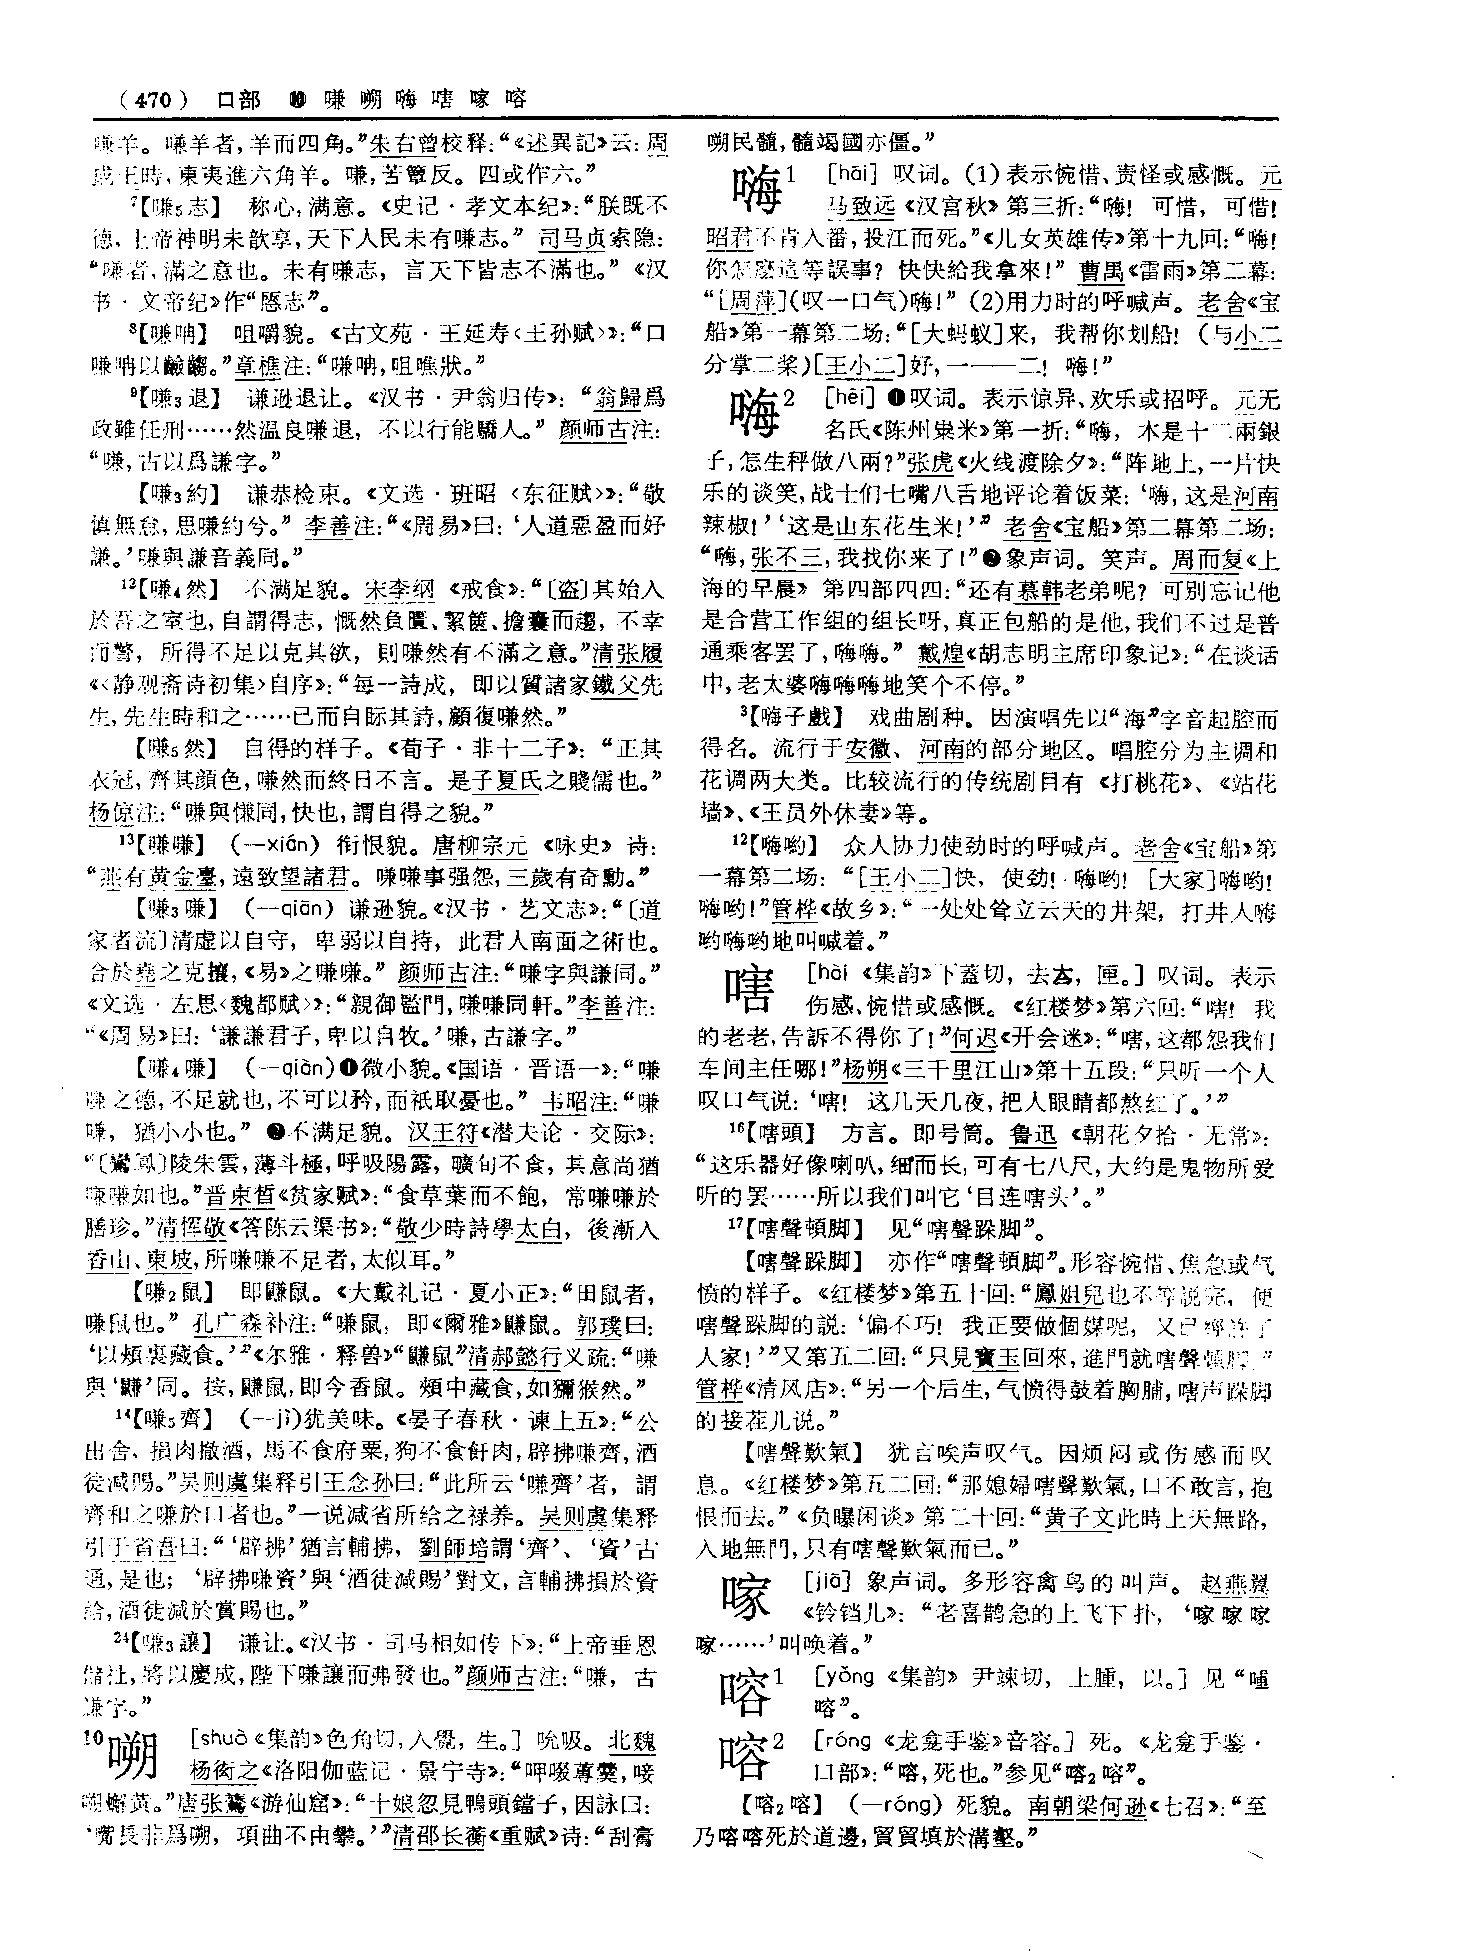 (470) 口部 ❿ 嗛嗍嗨嗐嗧嗠
嗛羊。嗛羊者,羊而四角。”朱右曾校释:“《述異記》云:周
成王時,東夷進六角羊。嗛,苦簟反。四或作六。”
7【嗛5志】 称心,满意。《史记·孝文本纪》:“朕既不
德,上帝神明未歆享,天下人民未有嗛志。” 司马贞索隐:
“嗛者,滿之意也。未有嗛志,言天下皆志不滿也。”《汉
书·文帝纪》作“慝志”。
8【嗛呥】 咀嚼貌。《古文苑·王延寿〈王孙赋〉》:“口
嗛呥以。”章樵注:“嗛呥,咀噍狀。”
9【嗛3退】 谦逊退让。《汉书·尹翁归传》:“翁歸爲
政雖任刑……然温良嗛退,不以行能驕人。”颜师古注:
“嗛,古以爲謙字。”
【嗛3約】 谦恭检束。《文选·班昭〈东征赋〉》:“敬
慎無怠,思嗛約兮。” 李善注:“《周易》曰:‘人道惡盈而好
謙。’嗛與謙音義同。”
12【嗛4然】 不满足貌。宋李纲《戒食》:“〔盗〕其始入
於吾之室也,自謂得志,慨然負匱、挈篋、擔囊而趨,不幸
而警,所得不足以克其欲,則嗛然有不滿之意。”清张履
《〈静观斋诗初集〉自序》:“每一詩成,即以質諸家鐵父先
生,先生時和之……已而自眎其詩,顧復嗛然。”
【嗛5然】 自得的样子。《荀子·非十二子》:“正其
衣冠,齊其顔色,嗛然而終日不言。是子夏氏之賤儒也。”
杨倞注:“嗛與慊同,快也,謂自得之貌。”
13【嗛嗛】 (—xián) 衔恨貌。唐柳宗元《咏史》诗:
“燕有黄金臺,遠致望諸君。嗛嗛事强怨,三歲有奇勳。”
【嗛3嗛】 (—qiān) 谦逊貌。《汉书·艺文志》:“〔道
家者流〕清虚以自守,卑弱以自持,此君人南面之術也。
合於堯之克攘,《易》之嗛嗛。” 颜师古注:“嗛字與謙同。”
《文选·左思〈魏都赋〉》:“親御監門,嗛嗛同軒。”李善注:
“《周易》曰:‘謙謙君子,卑以自牧。’嗛,古謙字。”
【嗛4嗛】 (—qiàn)❶微小貌。《国语·晋语一》:“嗛
嗛之德,不足就也,不可以矜,而衹取憂也。” 韦昭注:“嗛
嗛,猶小小也。” ❷不满足貌。汉王符《潜夫论·交际》:
“〔鸞鳳〕陵朱雲,薄斗極,呼吸陽露,曠旬不食,其意尚猶
嗛嗛如也。”晋束皙《贫家赋》:“食草葉而不飽,常嗛嗛於
膳珍。”清恽敬《答陈云渠书》:“敬少時詩學太白,後漸入
香山、東坡,所嗛嗛不足者,太似耳。”
【嗛2鼠】 即鼸鼠。《大戴礼记·夏小正》:“田鼠者,
嗛鼠也。” 孔广森补注:“嗛鼠,即《爾雅》鼸鼠。郭璞曰:
‘以頰裏藏食。’”《尔雅·释兽》“鼸鼠”清郝懿行义疏:“嗛
與‘鼸’同。按,鼸鼠,即今香鼠。頰中藏食,如獼猴然。”
14【嗛5齊】 (—jì)犹美味。《晏子春秋·谏上五》:“公
出舍,損肉撤酒,馬不食府粟,狗不食飦肉,辟拂嗛齊,酒
徒减賜。”吴则虞集释引王念孙曰:“此所云‘嗛齊’者,謂
齊和之嗛於口者也。”一说减省所给之禄养。吴则虞集释
引于省吾曰:“‘辟拂’猶言輔拂,劉師培謂‘齊’、‘資’古
通,是也;‘辟拂嗛資’與‘酒徒減賜’對文,言輔拂損於資
給,酒徒減於賞賜也。”
24【嗛3讓】 谦让。《汉书·司马相如传下》:“上帝垂恩
儲祉,將以慶成,陛下嗛讓而弗發也。”颜师古注:“嗛,古
謙字。”
10嗍 [shuò《集韵》色角切,入覺,生。] 吮吸。北魏
杨衒之《洛阳伽蓝记·景宁寺》:“呷啜蓴羹,唼
嗍蟹黄。”唐张鷟《游仙窟》:“十娘忽見鴨頭鐺子,因詠曰:
‘嘴長非爲嗍,項曲不由攀。’”清邵长蘅《重赋》诗:“刮膏
嗍民髓,髓竭國亦僵。”
嗨1 [hāi] 叹词。(1)表示惋惜、责怪或感慨。元
马致远《汉宫秋》第三折:“嗨! 可惜,可惜!
昭君不肯入番,投江而死。”《儿女英雄传》第十九回:“嗨!
你怎麽這等誤事? 快快給我拿來!” 曹禺《雷雨》第二幕:
“[周萍](叹一口气)嗨!” (2)用力时的呼喊声。老舍《宝
船》第一幕第二场:“[大蚂蚁]来,我帮你划船! (与小二
分掌二桨)[王小二]好,一——二! 嗨!”
嗨2 [hēi] ❶叹词。表示惊异、欢乐或招呼。元无
名氏《陈州粜米》第一折:“嗨,本是十二兩銀
子,怎生秤做八兩?”张虎《火线渡除夕》:“阵地上,一片快
乐的谈笑,战士们七嘴八舌地评论着饭菜:‘嗨,这是河南
辣椒!’‘这是山东花生米!’” 老舍《宝船》第二幕第二场:
“嗨,张不三,我找你来了!”❷象声词。笑声。周而复《上
海的早晨》第四部四四:“还有慕韩老弟呢? 可别忘记他
是合营工作组的组长呀,真正包船的是他,我们不过是普
通乘客罢了,嗨嗨。” 戴煌《胡志明主席印象记》:“在谈话
中,老太婆嗨嗨嗨地笑个不停。”
3【嗨子戲】 戏曲剧种。因演唱先以“海”字音起腔而
得名。流行于安徽、河南的部分地区。唱腔分为主调和
花调两大类。比较流行的传统剧目有《打桃花》、《站花
墙》、《王员外休妻》等。
12【嗨哟】 众人协力使劲时的呼喊声。老舍《宝船》第
一幕第二场:“[王小二]快,使劲!嗨哟! [大家]嗨哟!
嗨哟!”管桦《故乡》:“一处处耸立云天的井架,打井人嗨
哟嗨哟地叫喊着。”
嗐 [hài《集韵》下蓋切,去泰,匣。] 叹词。表示
伤感、惋惜或感慨。《红楼梦》第六回:“嗐! 我
的老老,告訴不得你了!”何迟《开会迷》:“嗐,这都怨我们
车间主任哪!”杨朔《三千里江山》第十五段:“只听一个人
叹口气说:‘嗐! 这几天几夜,把人眼睛都熬红了。’”
16【嗐頭】 方言。即号筒。鲁迅《朝花夕拾·无常》:
“这乐器好像喇叭,细而长,可有七八尺,大约是鬼物所爱
听的罢……所以我们叫它‘目连嗐头’。”
17【嗐聲頓脚】 见“嗐聲跺脚”。
【嗐聲跺脚】 亦作“嗐聲頓脚”。形容惋惜、焦急或气
愤的样子。《红楼梦》第五十回:“鳳姐兒也不等説完,便
嗐聲跺脚的説:‘偏不巧! 我正要做個媒呢,又已經許了
人家!’”又第五二回:“只見寶玉回來,進門就嗐聲頓脚。”
管桦《清风店》:“另一个后生,气愤得鼓着胸脯,嗐声跺脚
的接茬儿说。”
【嗐聲歎氣】 犹言唉声叹气。因烦闷或伤感而叹
息。《红楼梦》第五二回:“那媳婦嗐聲歎氣,口不敢言,抱
恨而去。”《负曝闲谈》第二十回:“黄子文此時上天無路,
入地無門,只有嗐聲歎氣而已。”
嗧 [jiā] 象声词。多形容禽鸟的叫声。赵燕翼
《铃铛儿》:“老喜鹊急的上飞下扑,‘嗧嗧嗧
嗧……’叫唤着。”
嗠1 [yǒng《集韵》尹竦切,上腫,以。] 见“喠
嗠”。
嗠2 [róng《龙龛手鉴》音容。] 死。《龙龛手鉴·
口部》:“嗠,死也。”参见“嗠2嗠”。
【嗠2嗠】 (—róng) 死貌。南朝梁何逊《七召》:“至
乃嗠嗠死於道邊,貿貿填於溝壑。”